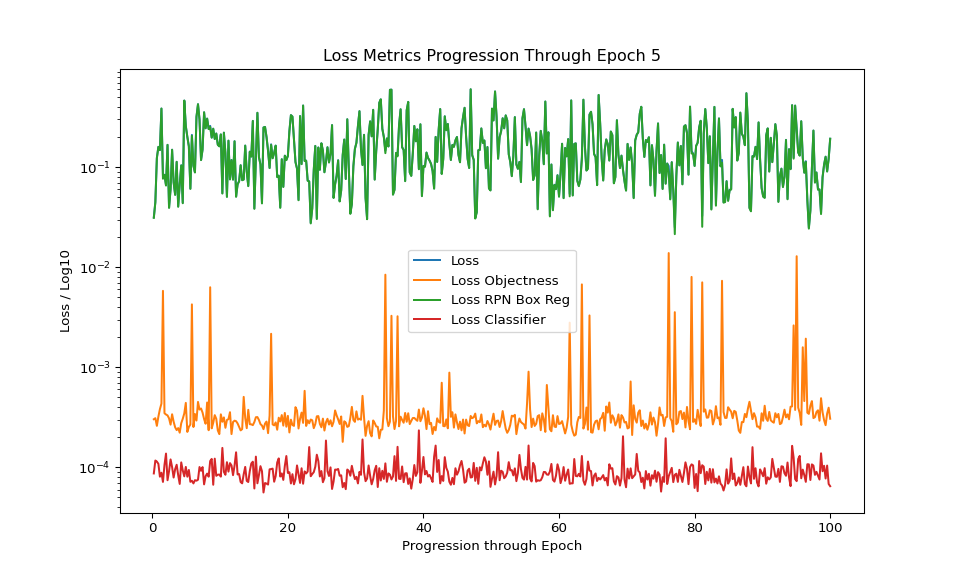 Loss Metrics Progression Through Epoch 5
Loss / Log10
10⁻¹
10⁻²
10⁻³
10⁻⁴
Loss
Loss Objectness
Loss RPN Box Reg
Loss Classifier
0 20 40 60 80 100
Progression through Epoch